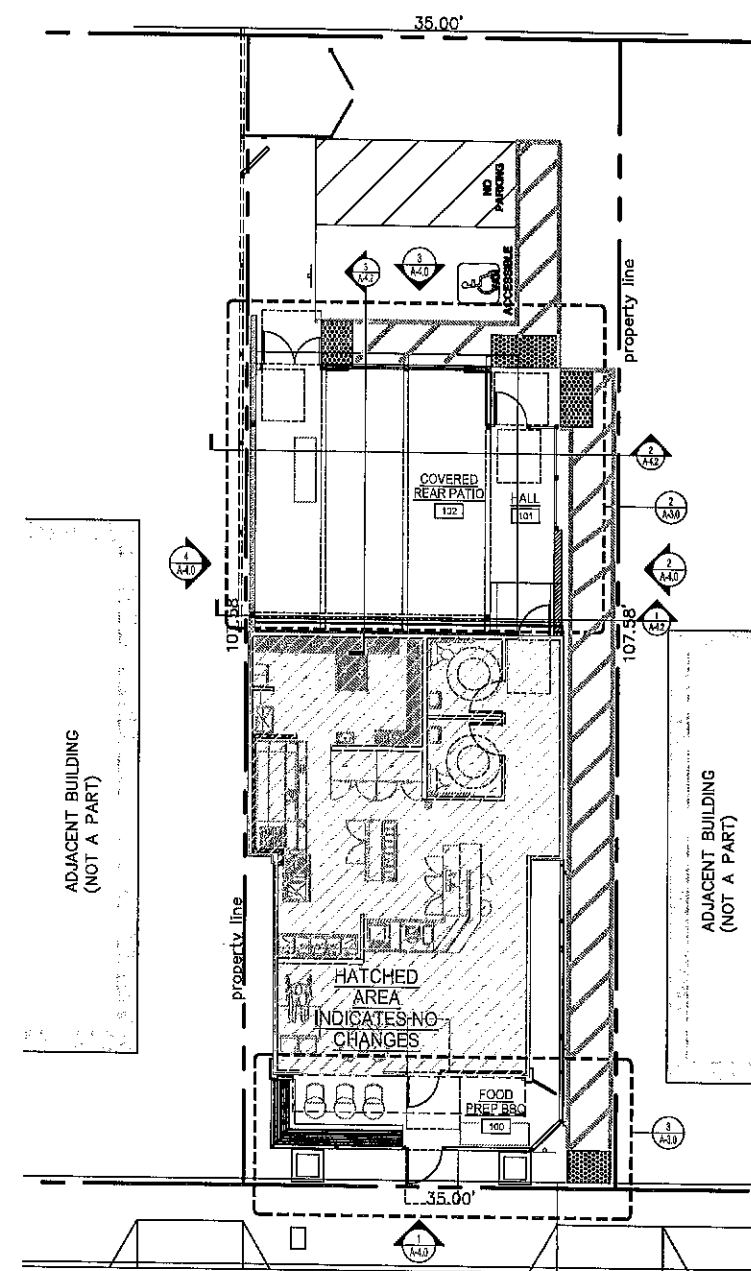 35.00'
NO
PARKING
ACCESSIBLE
VAN
property line
5
A-4.2
3
A-4.0
COVERED
REAR PATIO
102
HALL
101
2
A-4.2
2
A-3.0
4
A-4.0
2
A-4.0
1
A-4.2
107.58'
107.58'
ADJACENT BUILDING
(NOT A PART)
ADJACENT BUILDING
(NOT A PART)
property line
HATCHED
AREA
INDICATES NO
CHANGES
FOOD
PREP BBQ
100
3
A-3.0
35.00'
1
A-4.0